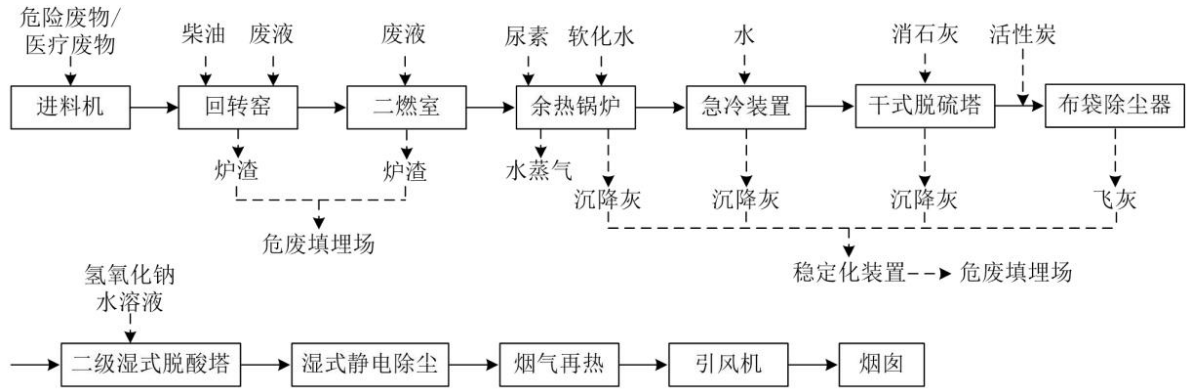 危险废物/
医疗废物
柴油
废液
废液
尿素
软化水
水
消石灰
活性炭
进料机
回转窑
二燃室
余热锅炉
急冷装置
干式脱硫塔
布袋除尘器
炉渣
炉渣
水蒸气
沉降灰
沉降灰
沉降灰
飞灰
危废填埋场
稳定化装置
危废填埋场
氢氧化钠
水溶液
二级湿式脱酸塔
湿式静电除尘
烟气再热
引风机
烟囱